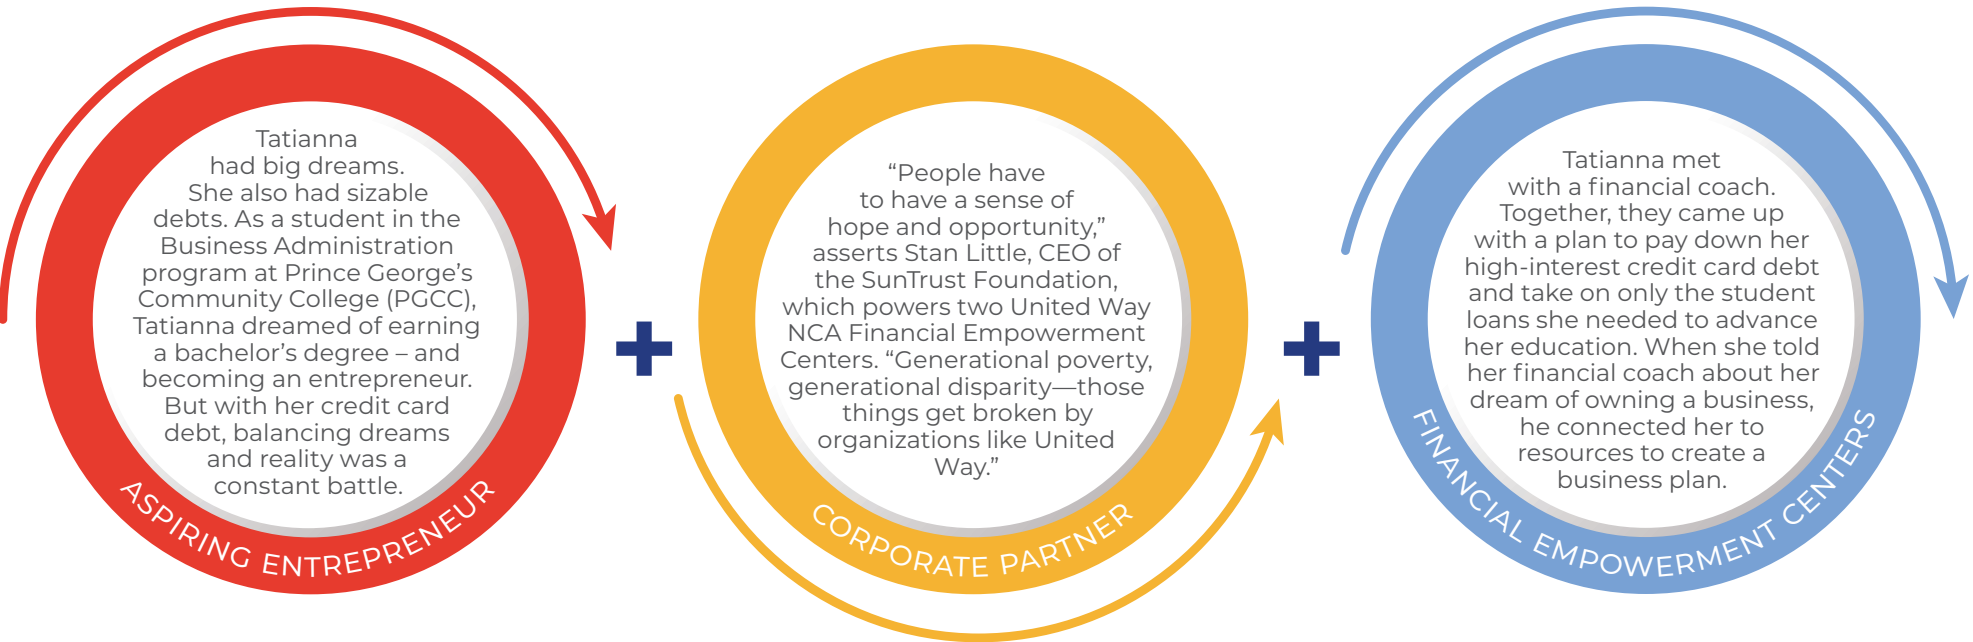 Tatianna
had big dreams.
She also had sizable
debts. As a student in the
Business Administration
program at Prince George’s
Community College (PGCC),
Tatianna dreamed of earning
a bachelor’s degree – and
becoming an entrepreneur.
But with her credit card
debt, balancing dreams
and reality was a
constant battle.
ASPIRING ENTREPRENEUR
“People have
to have a sense of
hope and opportunity,”
asserts Stan Little, CEO of
the SunTrust Foundation,
which powers two United Way
NCA Financial Empowerment
Centers. “Generational poverty,
generational disparity—those
things get broken by
organizations like United
Way.”
CORPORATE PARTNER
Tatianna met
with a financial coach.
Together, they came up
with a plan to pay down her
high-interest credit card debt
and take on only the student
loans she needed to advance
her education. When she told
her financial coach about her
dream of owning a business,
he connected her to
resources to create a
business plan.
FINANCIAL EMPOWERMENT CENTERS